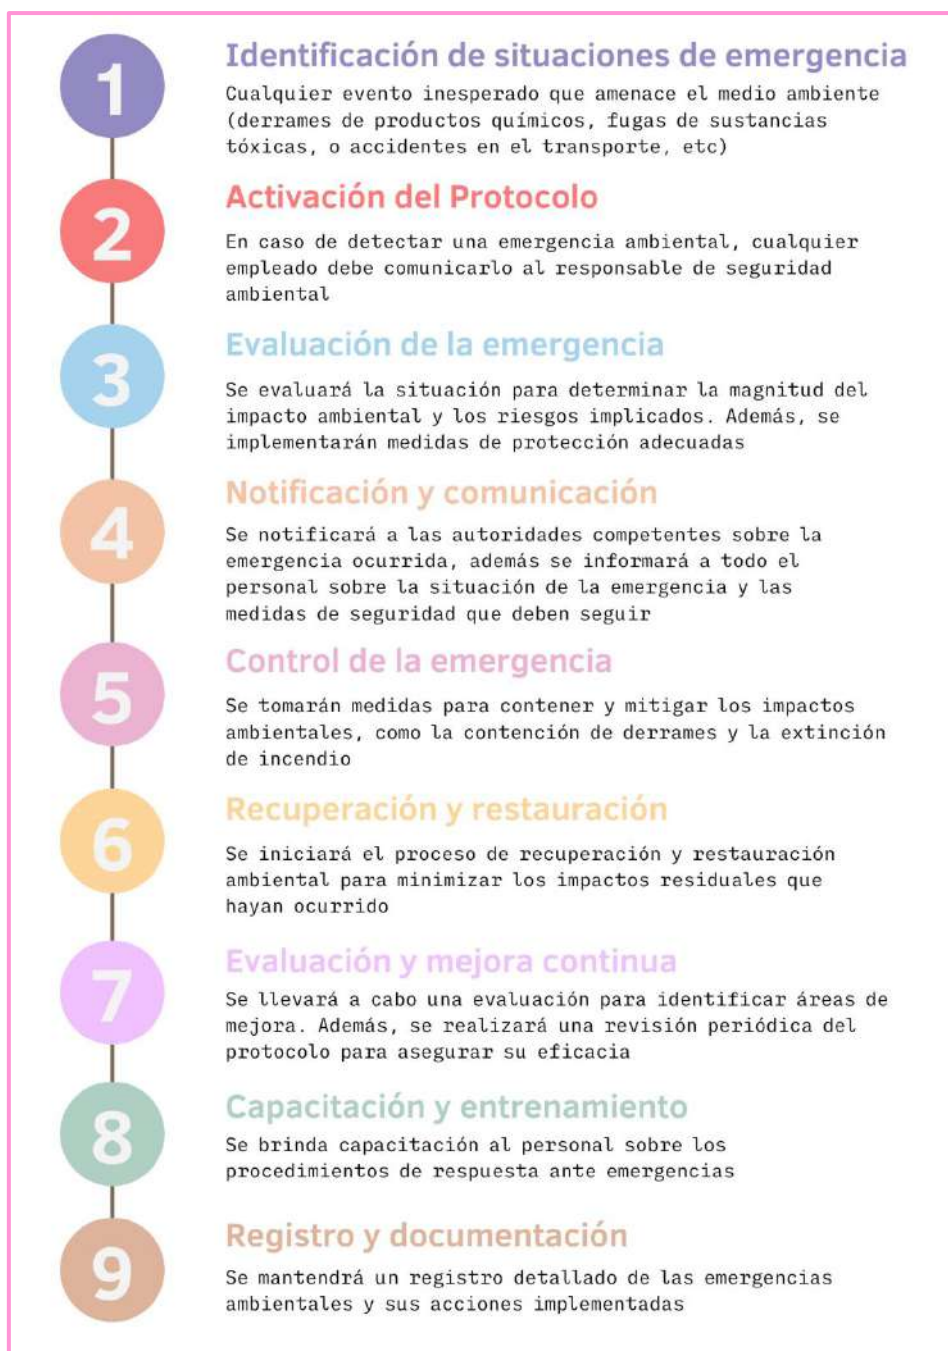 1
Identificación de situaciones de emergencia
Cualquier evento inesperado que amenace el medio ambiente
(derrames de productos químicos, fugas de sustancias
tóxicas, o accidentes en el transporte, etc)
2
Activación del Protocolo
En caso de detectar una emergencia ambiental, cualquier
empleado debe comunicarlo al responsable de seguridad
ambiental
3
Evaluación de la emergencia
Se evaluará la situación para determinar la magnitud del
impacto ambiental y los riesgos implicados. Además, se
implementarán medidas de protección adecuadas
4
Notificación y comunicación
Se notificará a las autoridades competentes sobre la
emergencia ocurrida, además se informará a todo el
personal sobre la situación de la emergencia y las
medidas de seguridad que deben seguir
5
Control de la emergencia
Se tomarán medidas para contener y mitigar los impactos
ambientales, como la contención de derrames y la extinción
de incendio
6
Recuperación y restauración
Se iniciará el proceso de recuperación y restauración
ambiental para minimizar los impactos residuales que
hayan ocurrido
7
Evaluación y mejora continua
Se llevará a cabo una evaluación para identificar áreas de
mejora. Además, se realizará una revisión periódica del
protocolo para asegurar su eficacia
8
Capacitación y entrenamiento
Se brinda capacitación al personal sobre los
procedimientos de respuesta ante emergencias
9
Registro y documentación
Se mantendrá un registro detallado de las emergencias
ambientales y sus acciones implementadas